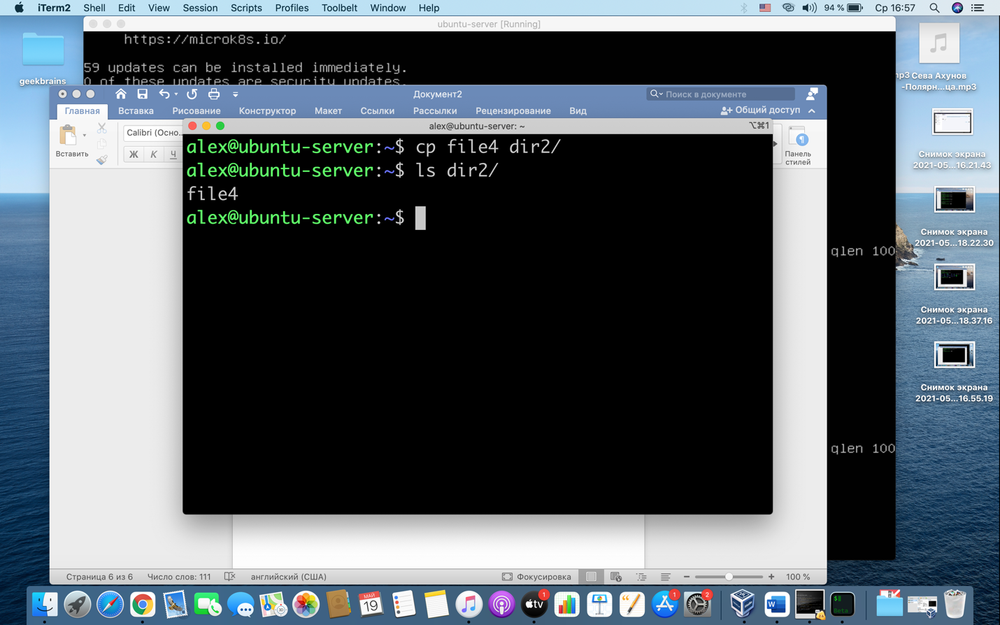 iTerm2 Shell Edit View Session Scripts Profiles Toolbelt Window Help 94 % Ср 16:57
ubuntu-server [Running]
https://microk8s.io/
59 updates can be installed immediately.
0 of these updates are security updates.
geekbrains
Документ2
Поиск в документе
Главная Вставка Рисование Конструктор Макет Ссылки Рассылки Рецензирование Вид Общий доступ
Вставить
Calibri (Осно...
Ж К Ч
Панель
стилей
alex@ubuntu-server: ~ ⌥⌘1
alex@ubuntu-server:~$ cp file4 dir2/
alex@ubuntu-server:~$ ls dir2/
file4
alex@ubuntu-server:~$
qlen 100
qlen 100
Сева Ахунов
-Полярн...ца.mp3
Снимок экрана
2021-05...16.21.43
Снимок экрана
2021-05...18.22.30
Снимок экрана
2021-05...18.37.16
Снимок экрана
2021-05...16.55.19
Страница 6 из 6 Число слов: 111 английский (США) Фокусировка 100 %
МАЙ
19
tv
1
1
2
W
$
Beta